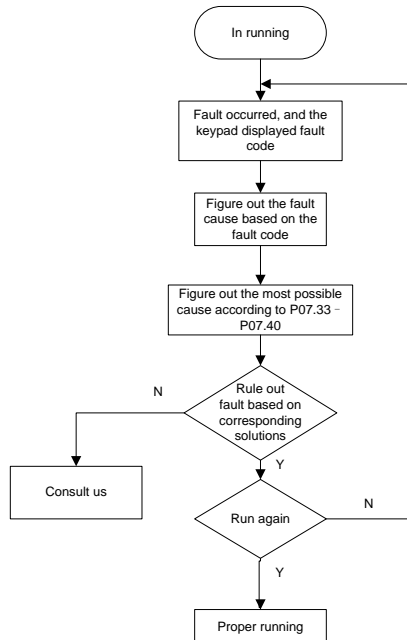 In running
Fault occurred, and the
keypad displayed fault
code
Figure out the fault
cause based on the
fault code
Figure out the most possible
cause according to P07.33–
P07.40
Rule out
fault based on
corresponding
solutions
N
Y
Consult us
Run again
N
Y
Proper running